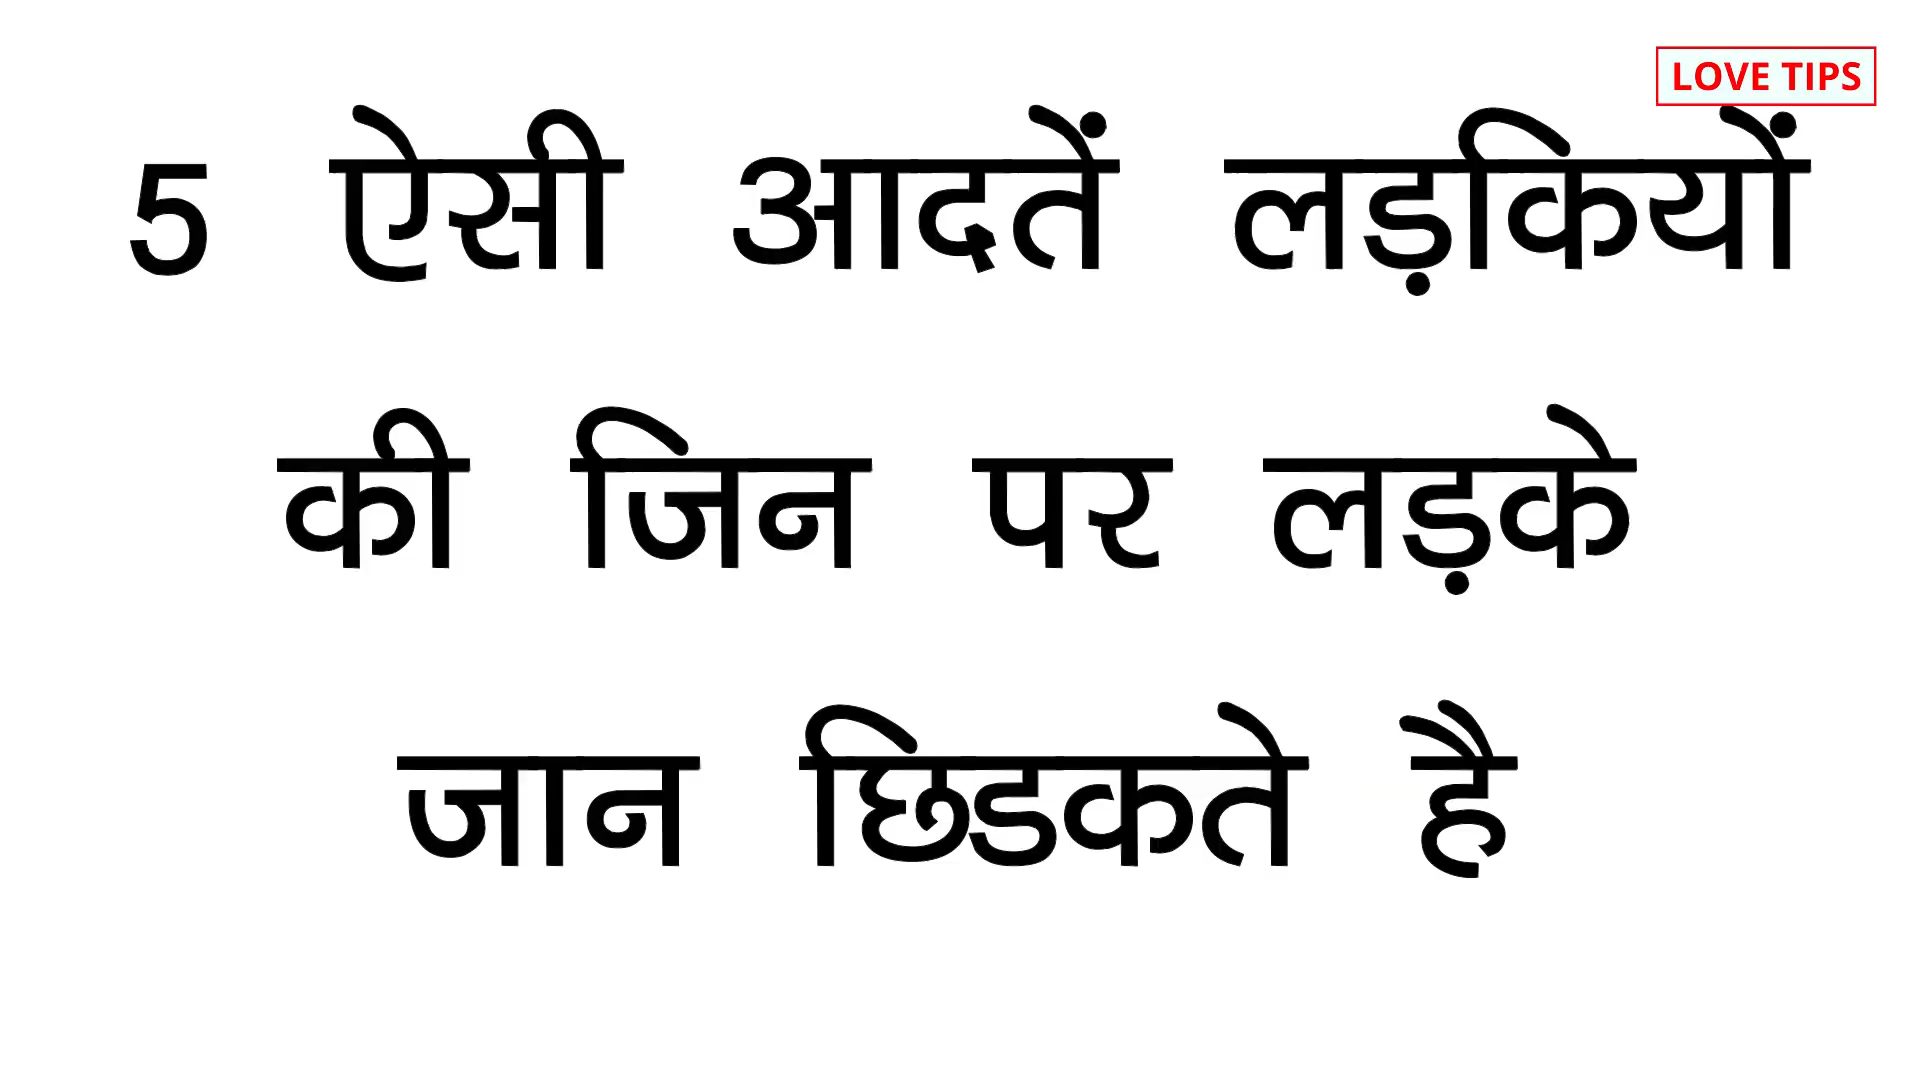 LOVE TIPS
5 ऐसी आदतें लड़कियों
की जिन पर लड़के
जान छिडकते है